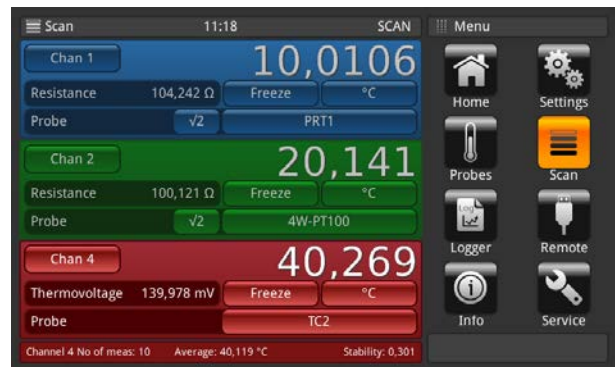 Scan 11:18 SCAN
Chan 1 10,0106
Resistance 104,242 Ω Freeze °C
Probe √2 PRT1
Chan 2 20,141
Resistance 100,121 Ω Freeze °C
Probe √2 4W-PT100
Chan 4 40,269
Thermovoltage 139,978 mV Freeze °C
Probe TC2
Channel 4 No of meas: 10 Average: 40,119 °C Stability: 0,301
Menu
Home Settings
Probes Scan
Log
Logger Remote
Info Service